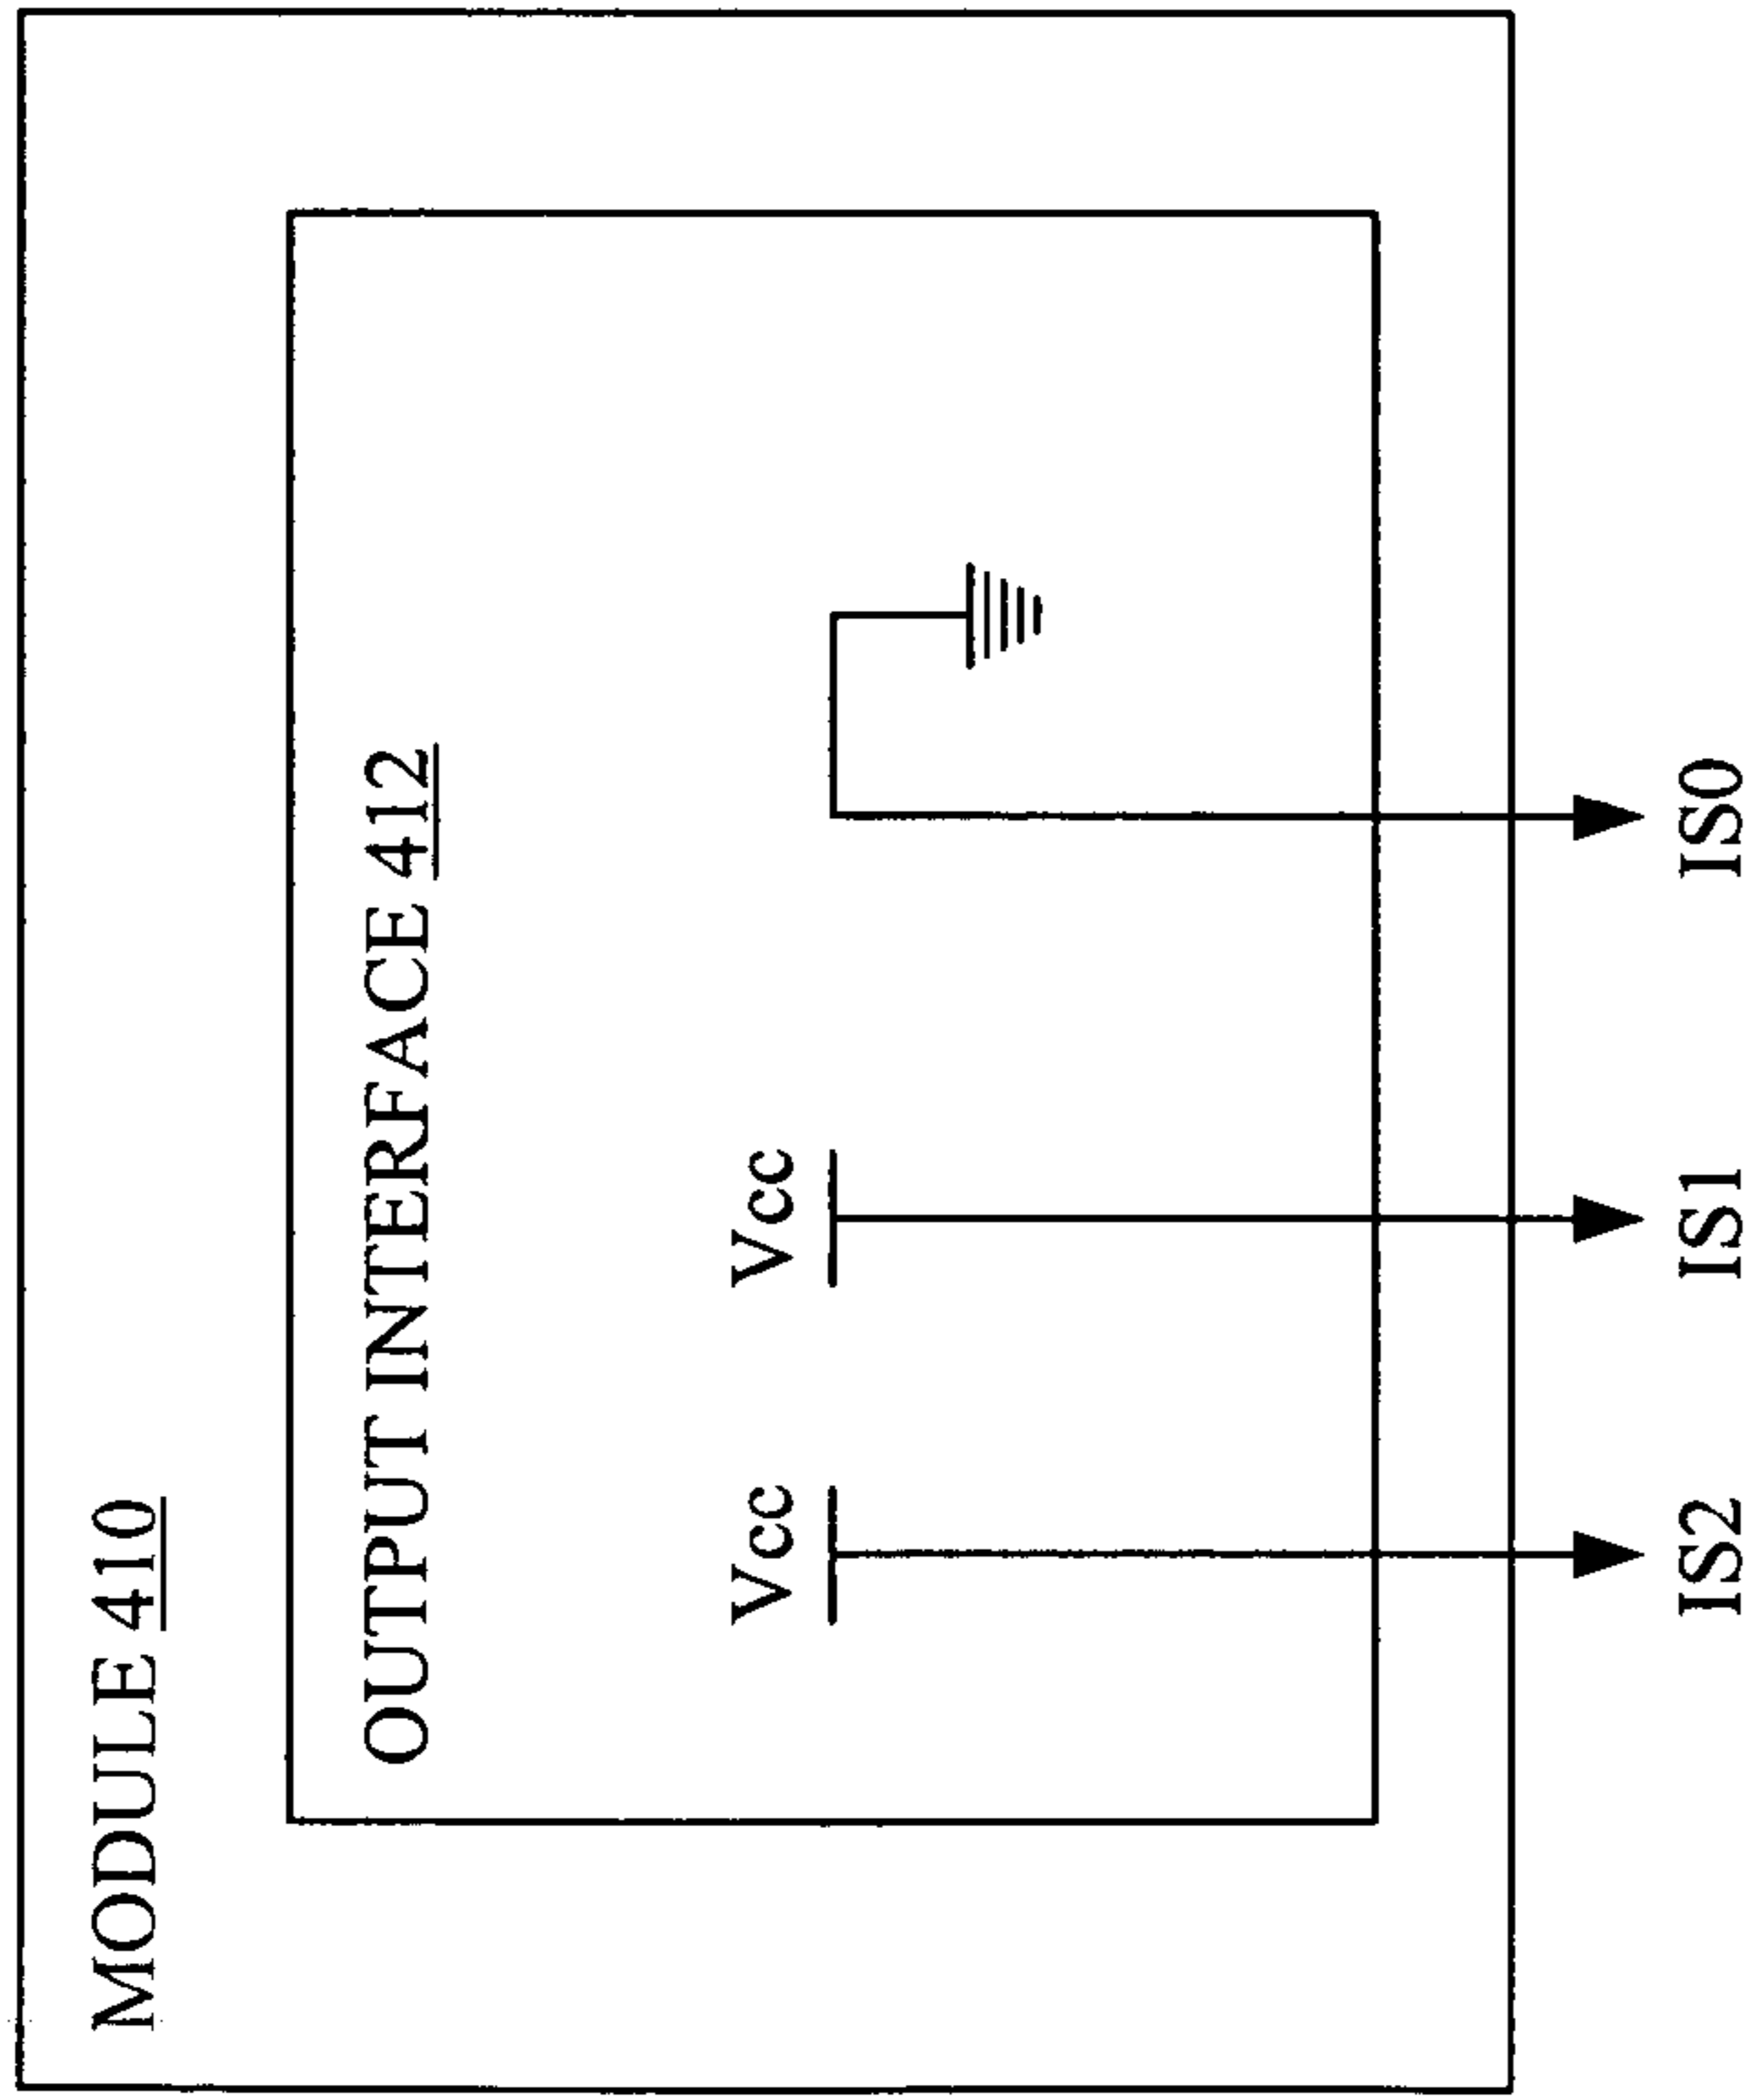 MODULE 410
OUTPUT INTERFACE 412
Vcc
Vcc
IS2
IS1
IS0